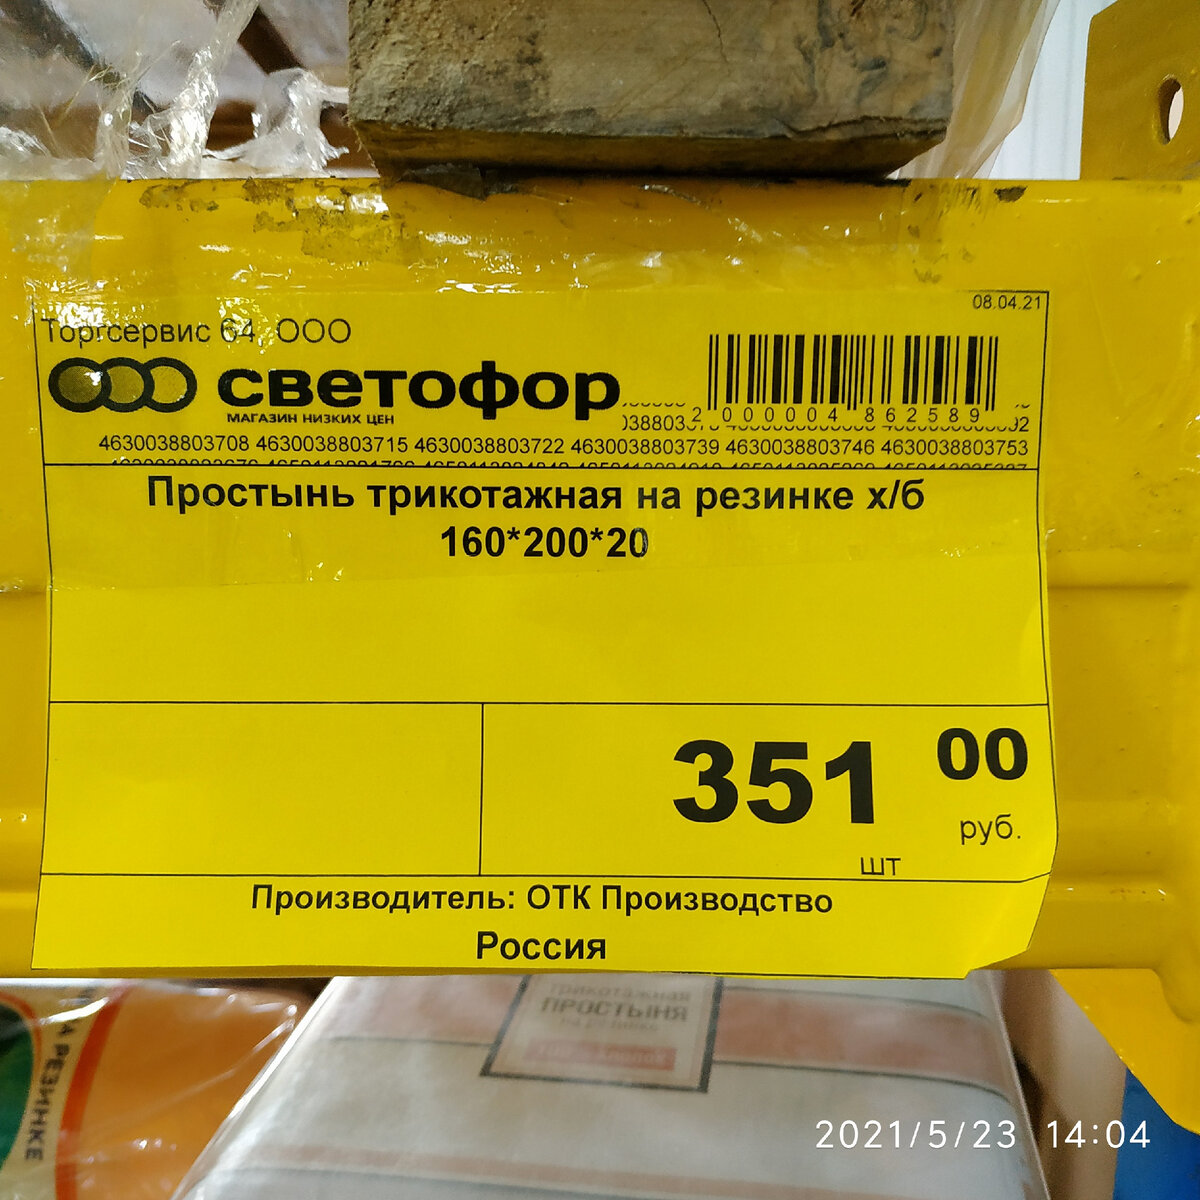 08.04.21
Торгсервис 64, ООО
светофор
МАГАЗИН НИЗКИХ ЦЕН
2 000004 862589
4630038803708 4630038803715 4630038803722 4630038803739 4630038803746 4630038803753
Простынь трикотажная на резинке х/б
160*200*20
351 00
руб.
шт
Производитель: ОТК Производство
Россия
трикотажная
ПРОСТЫНЯ
на резинке
РЕЗИНКЕ
2021/5/23 14:04